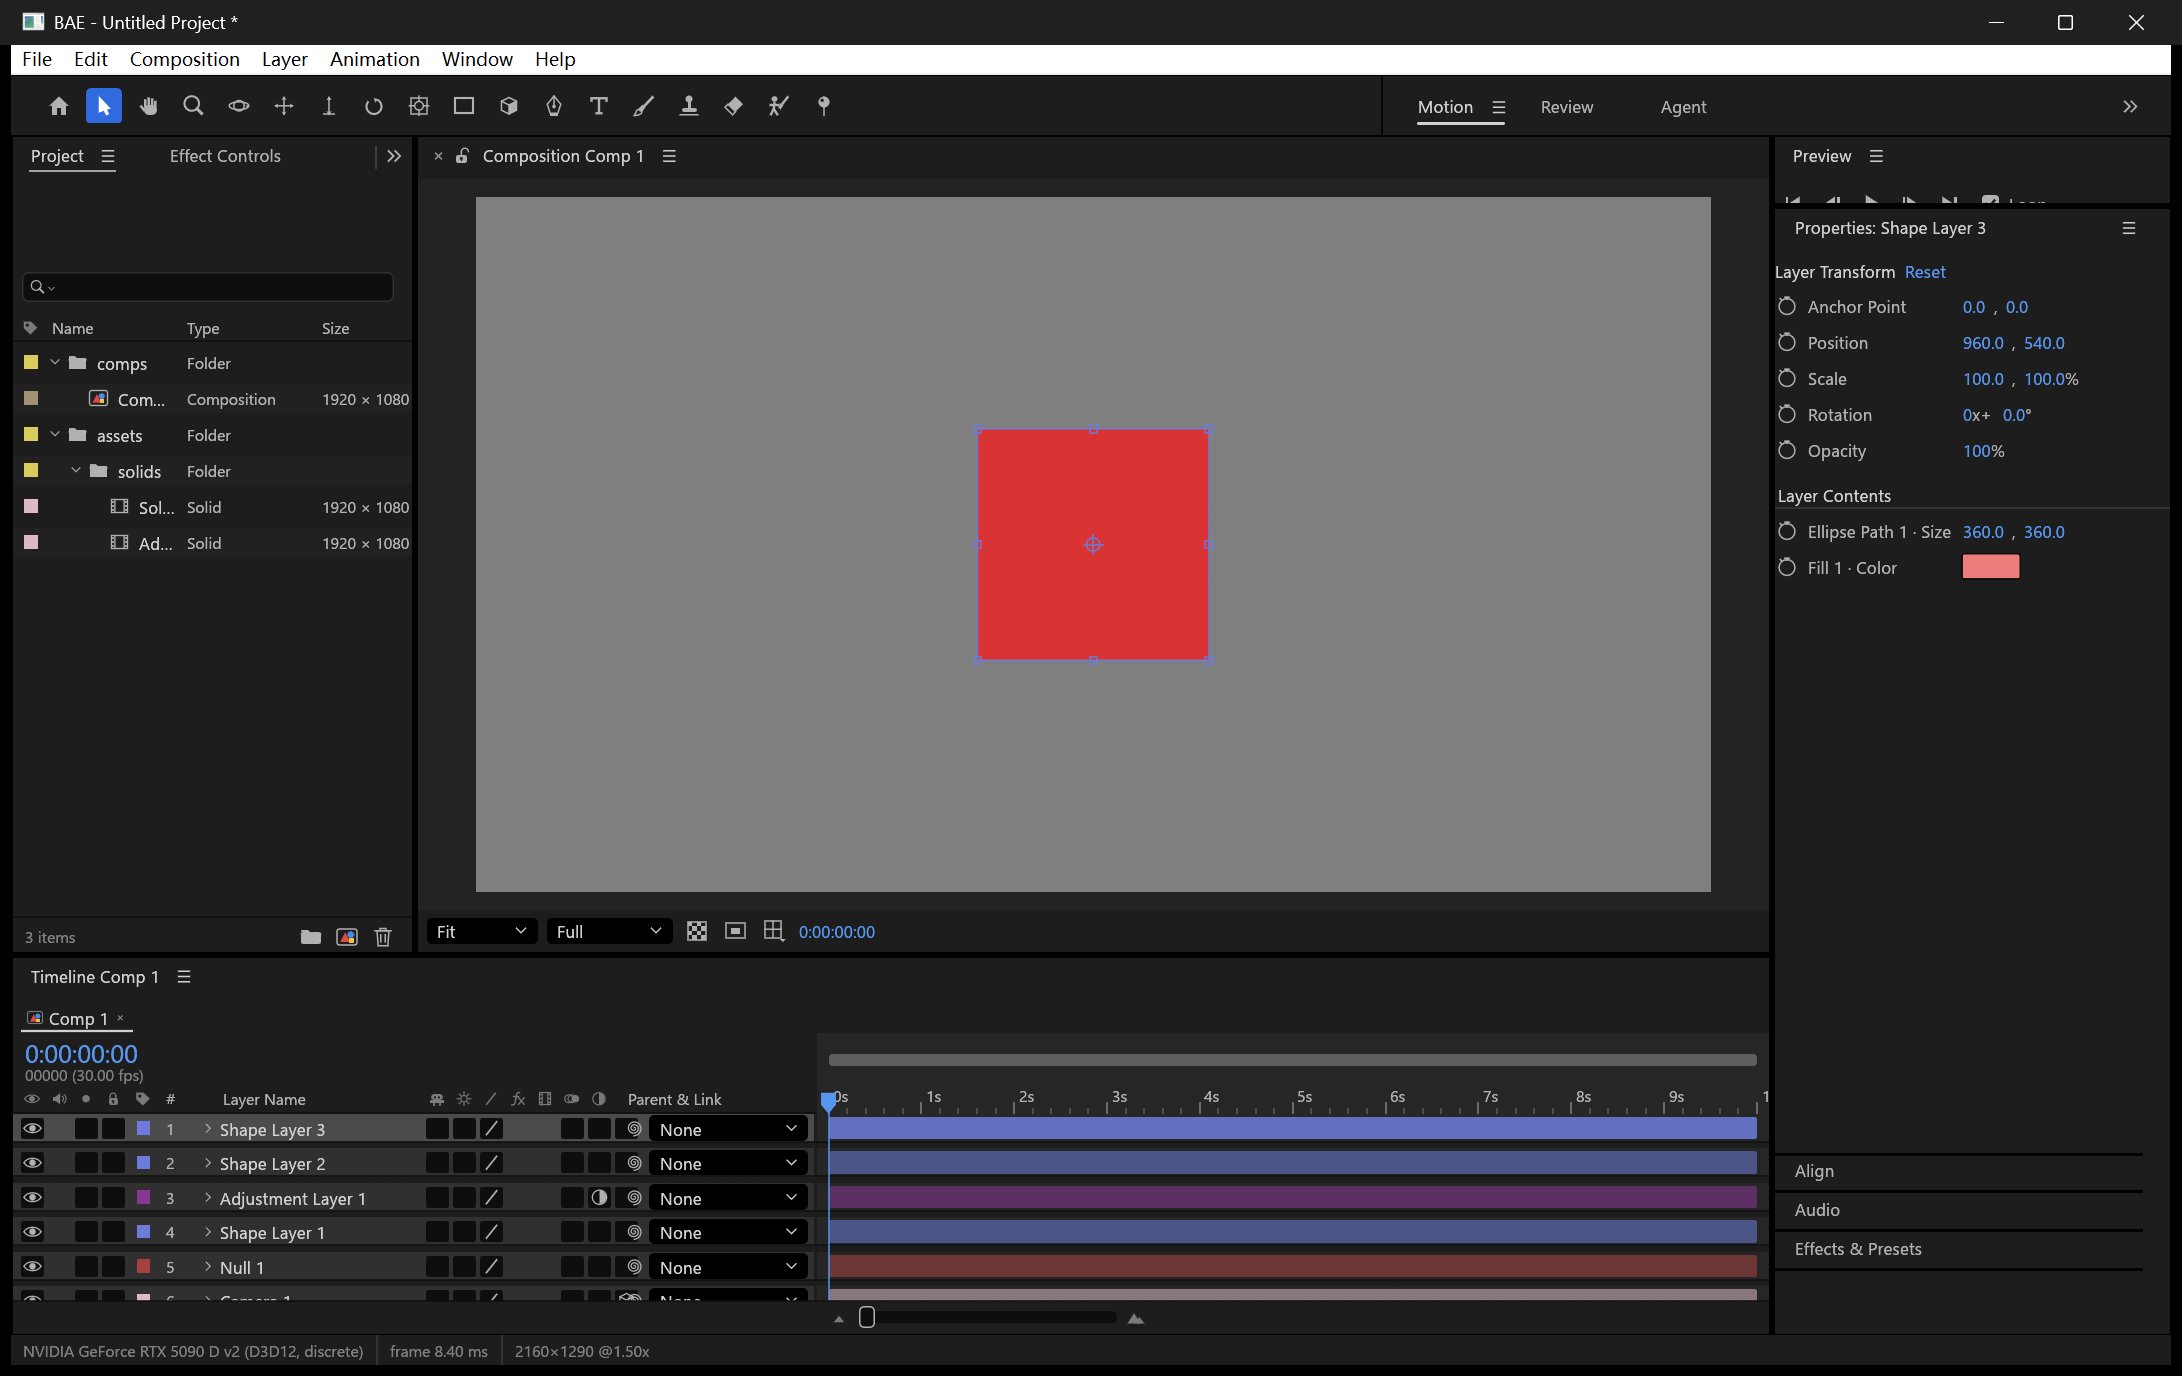 BAE - Untitled Project *
File Edit Composition Layer Animation Window Help
Motion Review Agent
Project Effect Controls
Composition Comp 1
Preview
Properties: Shape Layer 3
Layer Transform Reset
Anchor Point 0.0 , 0.0
Position 960.0 , 540.0
Scale 100.0 , 100.0%
Rotation 0x+ 0.0°
Opacity 100%
Layer Contents
Ellipse Path 1 · Size 360.0 , 360.0
Fill 1 · Color
Name Type Size
comps Folder
Com... Composition 1920 × 1080
assets Folder
solids Folder
Sol... Solid 1920 × 1080
Ad... Solid 1920 × 1080
3 items
Fit Full 0:00:00:00
Timeline Comp 1
Comp 1
0:00:00:00
00000 (30.00 fps)
# Layer Name Parent & Link
0s 1s 2s 3s 4s 5s 6s 7s 8s 9s 1
1 Shape Layer 3 None
2 Shape Layer 2 None
3 Adjustment Layer 1 None
4 Shape Layer 1 None
5 Null 1 None
Align
Audio
Effects & Presets
NVIDIA GeForce RTX 5090 D v2 (D3D12, discrete) frame 8.40 ms 2160×1290 @1.50x